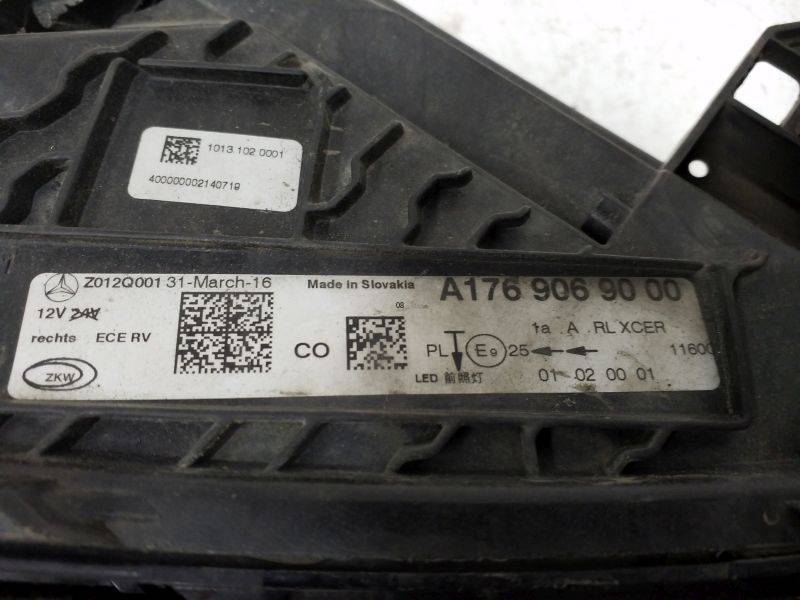 1013.102 0001
400000002140719
Z012Q001 31-March-16 Made in Slovakia A176 906 90 00
12V 24V 08
rechts ECE RV CO PL E9 25 1a A RL XCER 11600
ZKW LED 前照灯 01 02 00 01